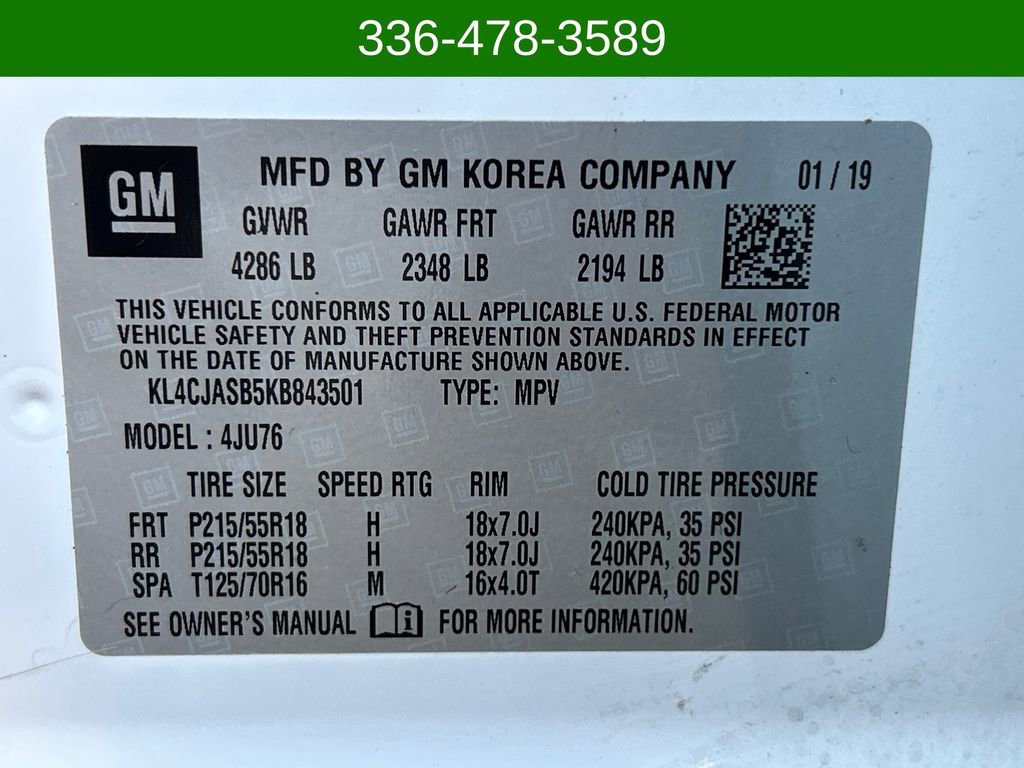 336-478-3589
GM MFD BY GM KOREA COMPANY 01 / 19
GVWR GAWR FRT GAWR RR
4286 LB 2348 LB 2194 LB
THIS VEHICLE CONFORMS TO ALL APPLICABLE U.S. FEDERAL MOTOR
VEHICLE SAFETY AND THEFT PREVENTION STANDARDS IN EFFECT
ON THE DATE OF MANUFACTURE SHOWN ABOVE.
KL4CJASB5KB843501 TYPE: MPV
MODEL : 4JU76
TIRE SIZE SPEED RTG RIM COLD TIRE PRESSURE
FRT P215/55R18 H 18x7.0J 240KPA, 35 PSI
RR P215/55R18 H 18x7.0J 240KPA, 35 PSI
SPA T125/70R16 M 16x4.0T 420KPA, 60 PSI
SEE OWNER'S MANUAL i FOR MORE INFORMATION.